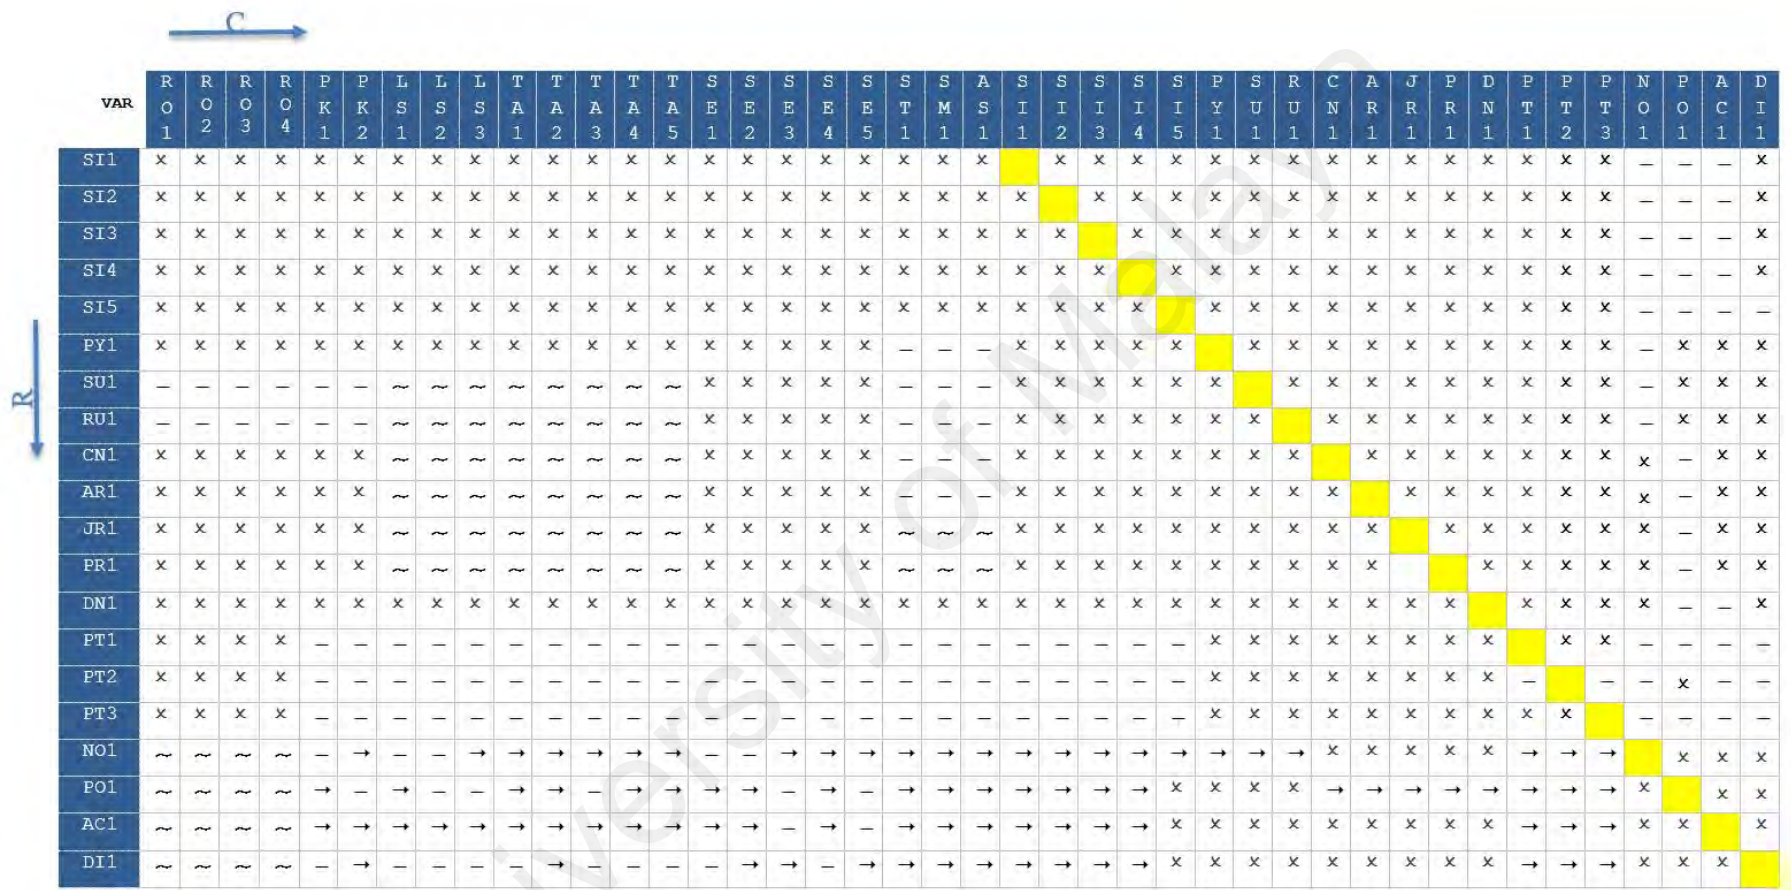 C
R
VAR RO1 RO2 RO3 RO4 PK1 PK2 LS1 LS2 LS3 TA1 TA2 TA3 TA4 TA5 SE1 SE2 SE3 SE4 SE5 ST1 SM1 AS1 SI1 SI2 SI3 SI4 SI5 PY1 SU1 RU1 CN1 AR1 JR1 PR1 DN1 PT1 PT2 PT3 NO1 PO1 AC1 DI1
SI1 x x x x x x x x x x x x x x x x x x x x x x x x x x x x x x x x x x x x x – – – x
SI2 x x x x x x x x x x x x x x x x x x x x x x x x x x x x x x x x x x x x x – – – x
SI3 x x x x x x x x x x x x x x x x x x x x x x x x x x x x x x x x x x x x x – – – x
SI4 x x x x x x x x x x x x x x x x x x x x x x x x x x x x x x x x x x x x x – – – x
SI5 x x x x x x x x x x x x x x x x x x x x x x x x x x x x x x x x x x x x x – – – –
PY1 x x x x x x x x x x x x x x x x x x x – – – x x x x x x x x x x x x x x x – x x x
SU1 – – – – – – ~ ~ ~ ~ ~ ~ ~ ~ x x x x x – – – x x x x x x x x x x x x x x x – x x x
RU1 – – – – – – ~ ~ ~ ~ ~ ~ ~ ~ x x x x x – – – x x x x x x x x x x x x x x x – x x x
CN1 x x x x x x ~ ~ ~ ~ ~ ~ ~ ~ x x x x x – – – x x x x x x x x x x x x x x x x – x x
AR1 x x x x x x ~ ~ ~ ~ ~ ~ ~ ~ x x x x x – – – x x x x x x x x x x x x x x x x – x x
JR1 x x x x x x ~ ~ ~ ~ ~ ~ ~ ~ x x x x x ~ ~ ~ x x x x x x x x x x x x x x x x – x x
PR1 x x x x x x ~ ~ ~ ~ ~ ~ ~ ~ x x x x x ~ ~ ~ x x x x x x x x x x x x x x x – x x
DN1 x x x x x x x x x x x x x x x x x x x x x x x x x x x x x x x x x x x x x x – – x
PT1 x x x x – – – – – – – – – – – – – – – – – – – – – – – x x x x x x x x x x – – – –
PT2 x x x x – – – – – – – – – – – – – – – – – – – – – – – x x x x x x x x – – – x – –
PT3 x x x x – – – – – – – – – – – – – – – – – – – – – – – x x x x x x x x x x – – – –
NO1 ~ ~ ~ ~ – → – – → → → → → → – – → → → → → → → → → → → → → → x x x x x → → → x x x
PO1 ~ ~ ~ ~ → – → – – → → – → → → → – → – → → → → → → → x x x x → → → → → → → → x x x
AC1 ~ ~ ~ ~ → → → → → → → → → → → → – → – → → → → → → → x x x x x x x x x → → → x x x
DI1 ~ ~ ~ ~ – → – – – – → – – – – → → – → → → → → → → → x x x x x x x x x → → → x x x
University of Malaya